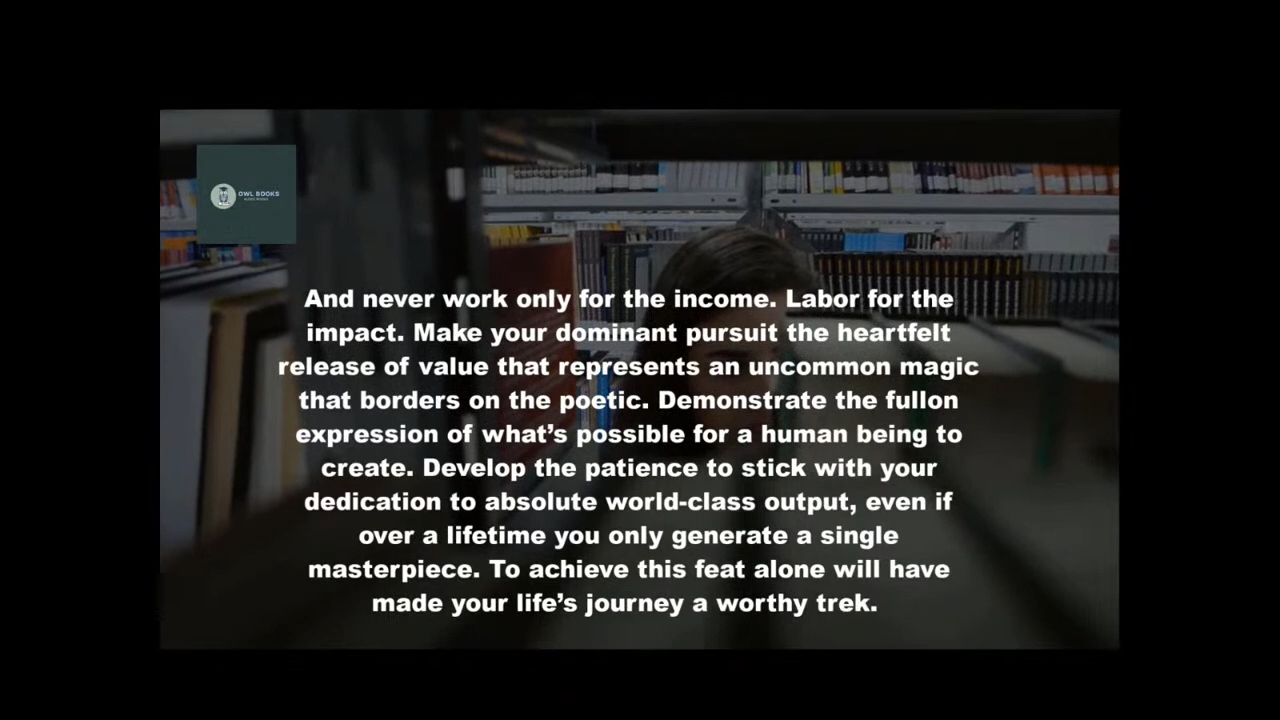 OWL BOOKS
AUDIO BOOKS
And never work only for the income. Labor for the
impact. Make your dominant pursuit the heartfelt
release of value that represents an uncommon magic
that borders on the poetic. Demonstrate the fullon
expression of what’s possible for a human being to
create. Develop the patience to stick with your
dedication to absolute world-class output, even if
over a lifetime you only generate a single
masterpiece. To achieve this feat alone will have
made your life’s journey a worthy trek.